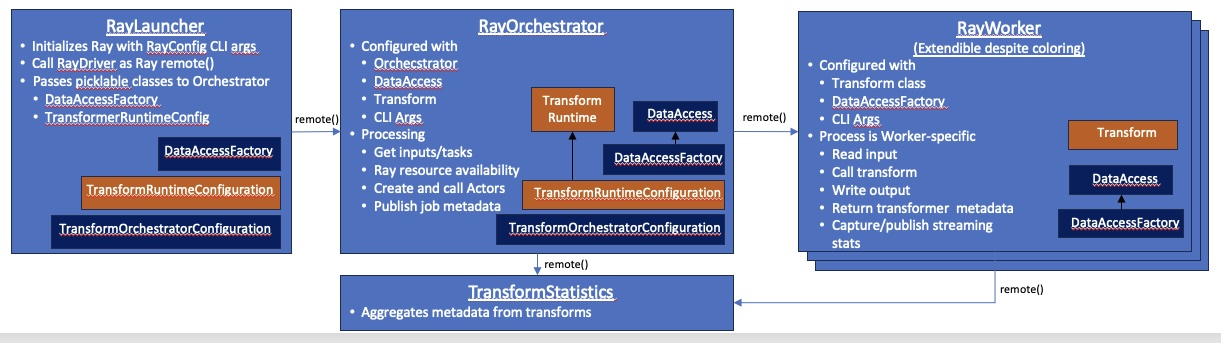 RayLauncher
• Initializes Ray with RayConfig CLI args
• Call RayDriver as Ray remote()
• Passes picklable classes to Orchestrator
• DataAccessFactory
• TransformerRuntimeConfig
DataAccessFactory
TransformRuntimeConfiguration
TransformOrchestratorConfiguration
remote()
RayOrchestrator
• Configured with
• Orhecstrator
• DataAccess
• Transform
• CLI Args
• Processing
• Get inputs/tasks
• Ray resource availability
• Create and call Actors
• Publish job metadata
Transform
Runtime
DataAccess
DataAccessFactory
TransformRuntimeConfiguration
TransformOrchestratorConfiguration
remote()
RayWorker
(Extendible despite coloring)
• Configured with
• Transform class
• DataAccessFactory
• CLI Args
• Process is Worker-specific
• Read input
• Call transform
• Write output
• Return transformer metadata
• Capture/publish streaming
stats
Transform
DataAccess
DataAccessFactory
remote()
remote()
TransformStatistics
• Aggregates metadata from transforms